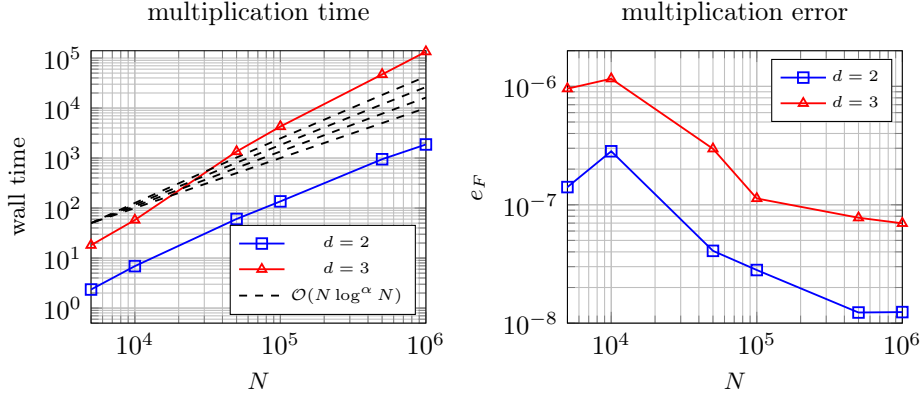 multiplication time
wall time
10^5
10^4
10^3
10^2
10^1
10^0
d = 2
d = 3
O(N log^α N)
10^4 10^5 10^6
N
multiplication error
e_F
10^{-6}
10^{-7}
10^{-8}
d = 2
d = 3
10^4 10^5 10^6
N